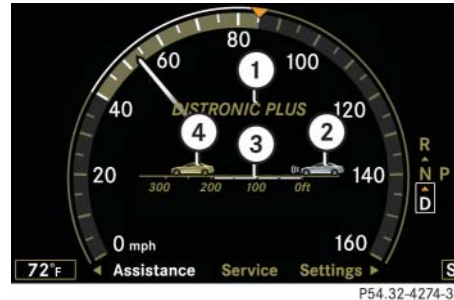 80
60
100
1
40
DISTRONIC PLUS
120
4
3
2
R
20
140
N P
300 200 100 0ft
D
0 mph
160
72°F
Assistance Service Settings
S
P54.32-4274-3